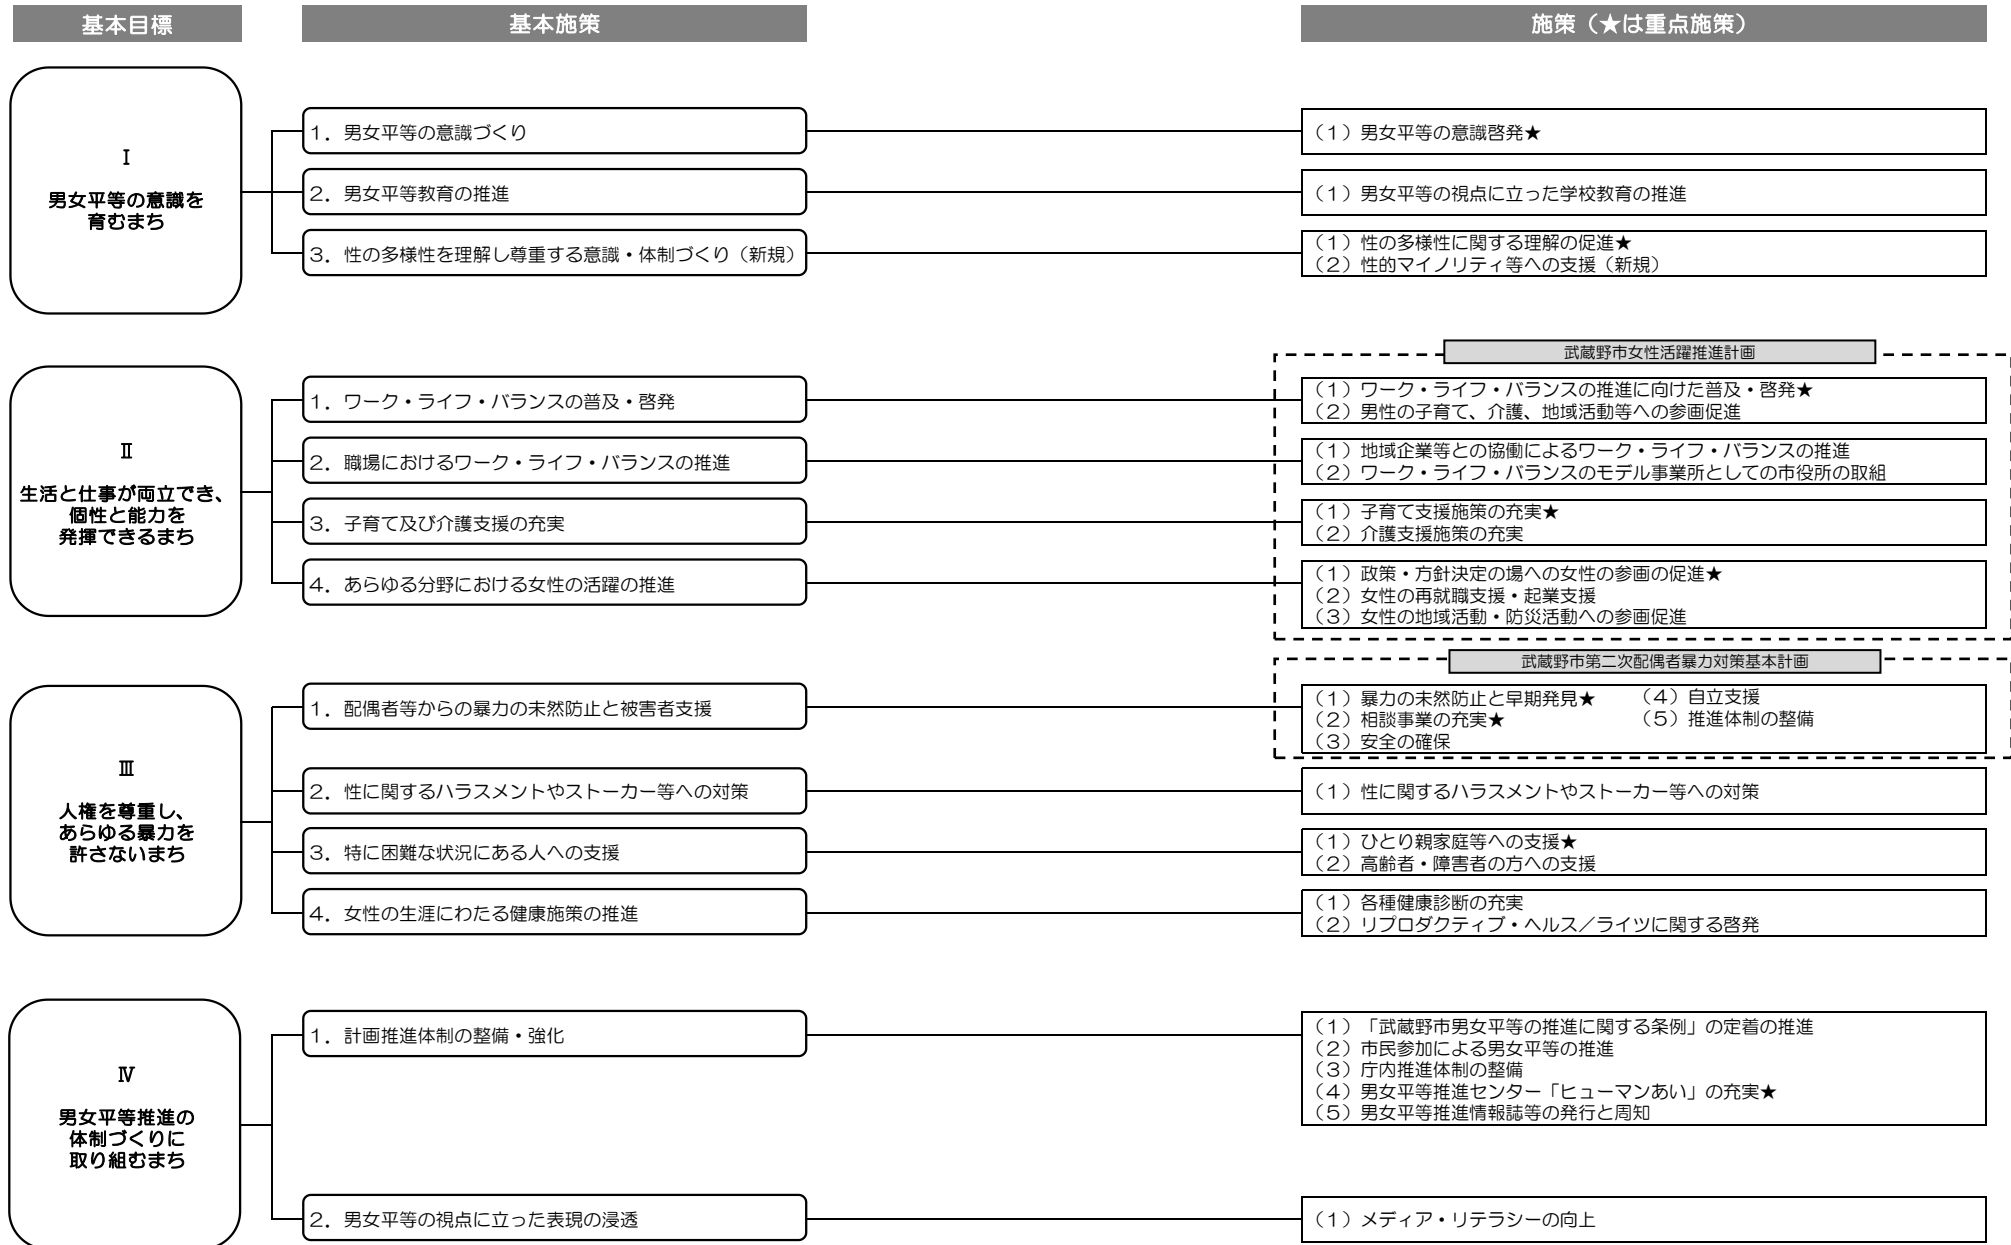 基本目標
基本施策
施策（★は重点施策）
Ⅰ
男女平等の意識を
育むまち
１．男女平等の意識づくり
（１）男女平等の意識啓発★
２．男女平等教育の推進
（１）男女平等の視点に立った学校教育の推進
３．性の多様性を理解し尊重する意識・体制づくり（新規）
（１）性の多様性に関する理解の促進★
（２）性的マイノリティ等への支援（新規）
武蔵野市女性活躍推進計画
Ⅱ
生活と仕事が両立でき、
個性と能力を
発揮できるまち
１．ワーク・ライフ・バランスの普及・啓発
（１）ワーク・ライフ・バランスの推進に向けた普及・啓発★
（２）男性の子育て、介護、地域活動等への参画促進
２．職場におけるワーク・ライフ・バランスの推進
（１）地域企業等との協働によるワーク・ライフ・バランスの推進
（２）ワーク・ライフ・バランスのモデル事業所としての市役所の取組
３．子育て及び介護支援の充実
（１）子育て支援施策の充実★
（２）介護支援施策の充実
４．あらゆる分野における女性の活躍の推進
（１）政策・方針決定の場への女性の参画の促進★
（２）女性の再就職支援・起業支援
（３）女性の地域活動・防災活動への参画促進
武蔵野市第二次配偶者暴力対策基本計画
Ⅲ
人権を尊重し、
あらゆる暴力を
許さないまち
１．配偶者等からの暴力の未然防止と被害者支援
（１）暴力の未然防止と早期発見★
（２）相談事業の充実★
（３）安全の確保
（４）自立支援
（５）推進体制の整備
２．性に関するハラスメントやストーカー等への対策
（１）性に関するハラスメントやストーカー等への対策
３．特に困難な状況にある人への支援
（１）ひとり親家庭等への支援★
（２）高齢者・障害者の方への支援
４．女性の生涯にわたる健康施策の推進
（１）各種健康診断の充実
（２）リプロダクティブ・ヘルス／ライツに関する啓発
Ⅳ
男女平等推進の
体制づくりに
取り組むまち
１．計画推進体制の整備・強化
（１）「武蔵野市男女平等の推進に関する条例」の定着の推進
（２）市民参加による男女平等の推進
（３）庁内推進体制の整備
（４）男女平等推進センター「ヒューマンあい」の充実★
（５）男女平等推進情報誌等の発行と周知
２．男女平等の視点に立った表現の浸透
（１）メディア・リテラシーの向上